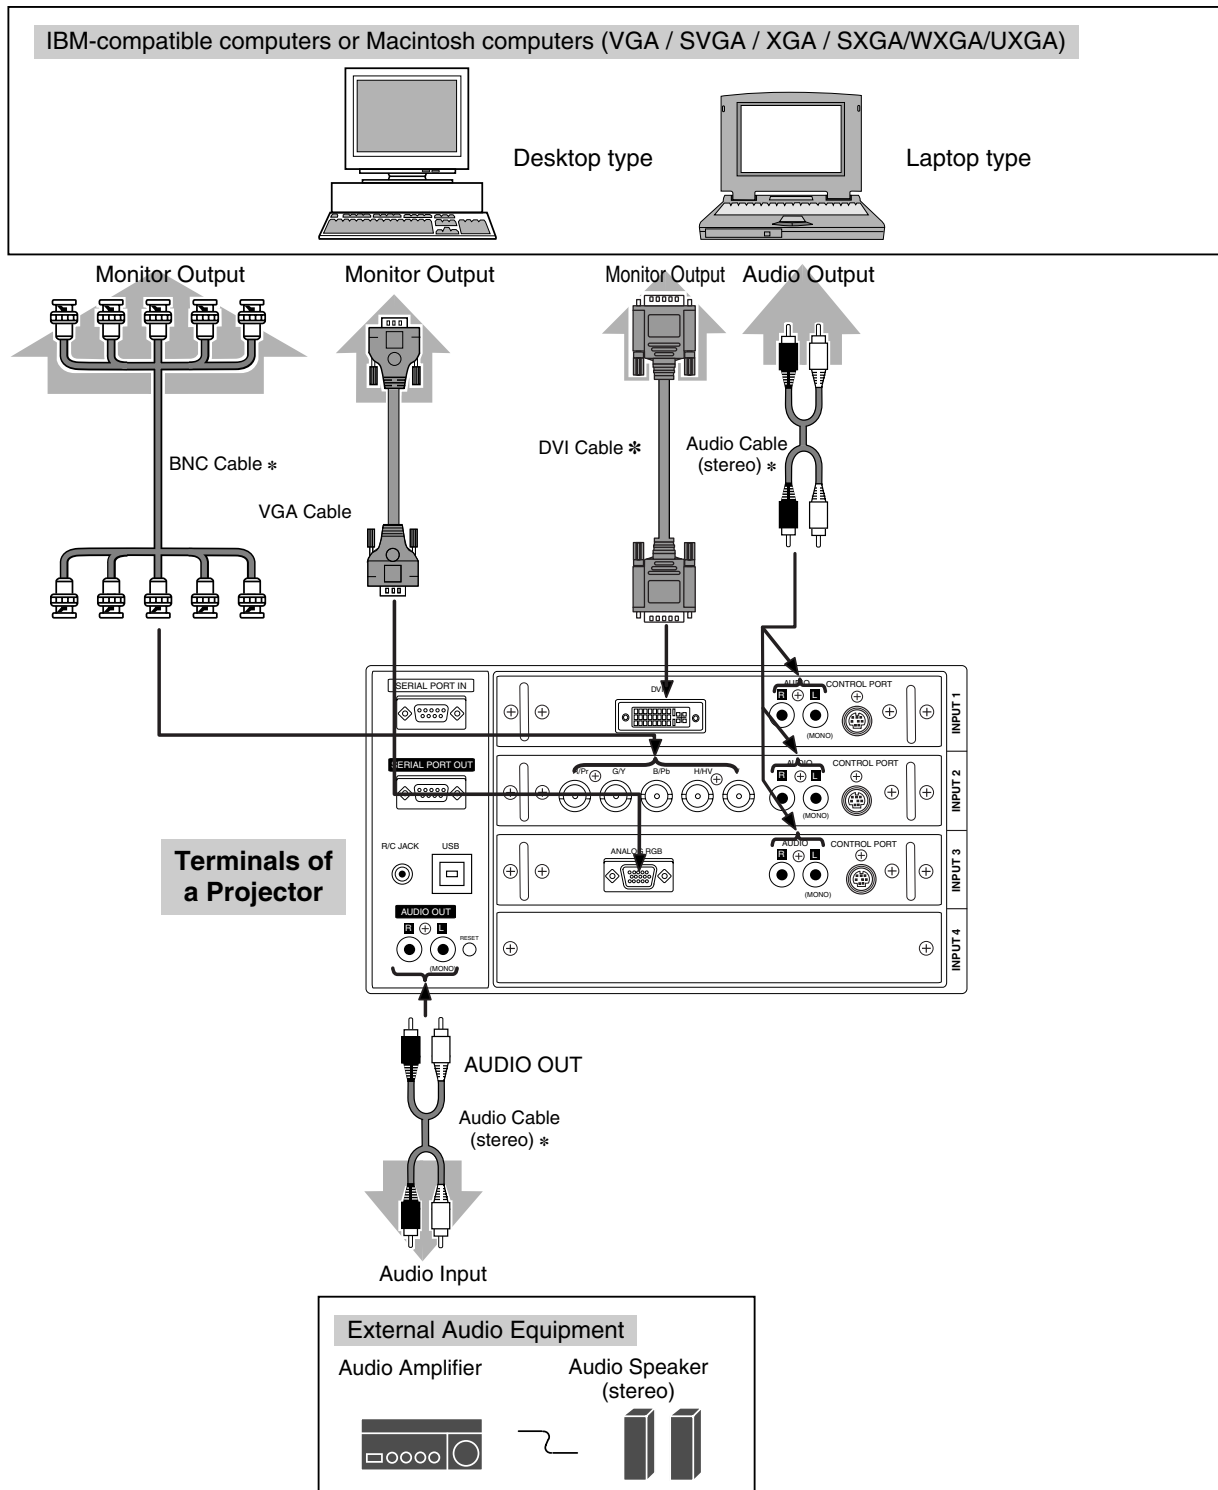 IBM-compatible computers or Macintosh computers (VGA / SVGA / XGA / SXGA/WXGA/UXGA)
Desktop type
Laptop type
Monitor Output
Monitor Output
Monitor Output
Audio Output
BNC Cable ✻
VGA Cable
DVI Cable ✻
Audio Cable
(stereo) ✻
SERIAL PORT IN
DVI
AUDIO
R
L
(MONO)
CONTROL PORT
INPUT 1
SERIAL PORT OUT
R/Pr
G/Y
B/Pb
H/HV
AUDIO
R
L
(MONO)
CONTROL PORT
INPUT 2
Terminals of
a Projector
R/C JACK
USB
ANALOG RGB
AUDIO
R
L
(MONO)
CONTROL PORT
INPUT 3
AUDIO OUT
R
L
RESET
(MONO)
INPUT 4
AUDIO OUT
Audio Cable
(stereo) ✻
Audio Input
External Audio Equipment
Audio Amplifier
Audio Speaker
(stereo)